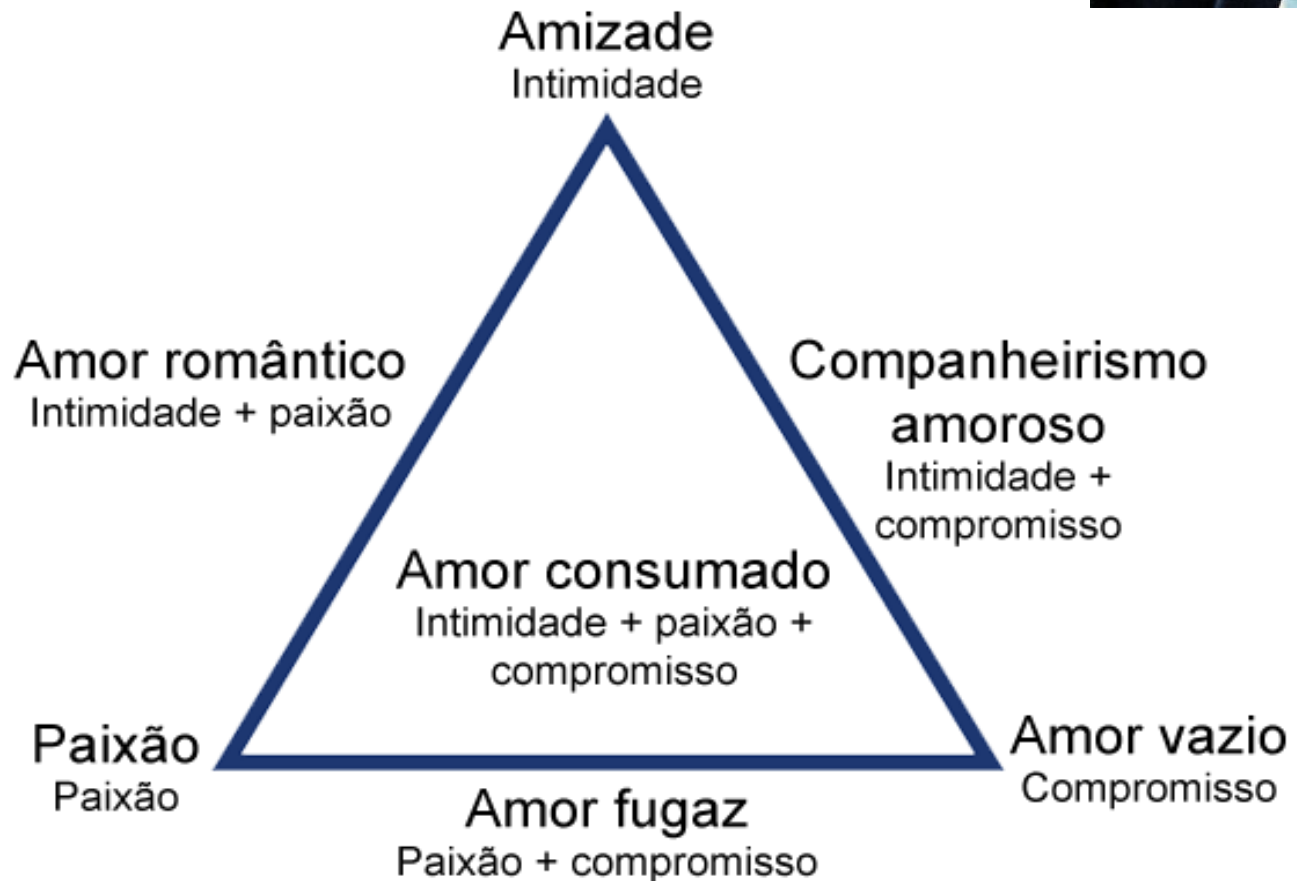 Amizade
Intimidade
Amor romântico
Intimidade + paixão
Companheirismo
amoroso
Intimidade +
compromisso
Amor consumado
Intimidade + paixão +
compromisso
Paixão
Paixão
Amor vazio
Compromisso
Amor fugaz
Paixão + compromisso